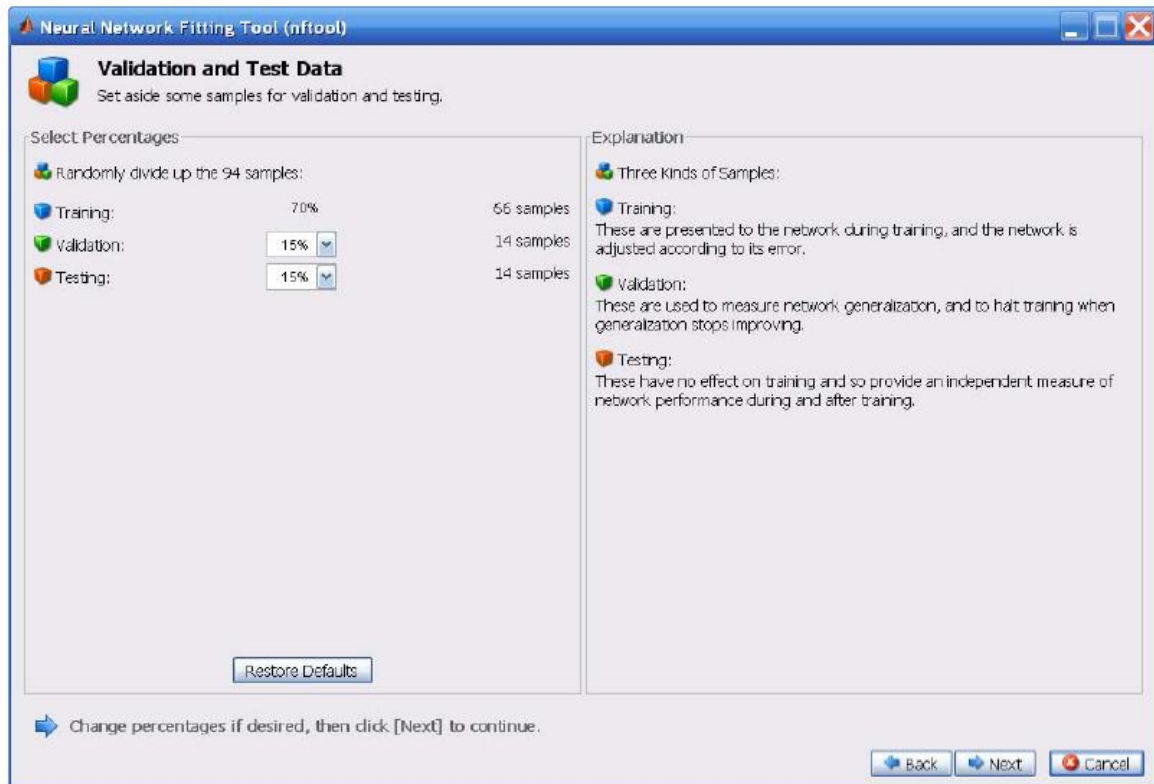 Neural Network Fitting Tool (nftool)
Validation and Test Data
Set aside some samples for validation and testing.
Select Percentages
Randomly divide up the 94 samples:
Training: 70% 66 samples
Validation: 15% 14 samples
Testing: 15% 14 samples
Restore Defaults
Explanation
Three Kinds of Samples:
Training:
These are presented to the network during training, and the network is
adjusted according to its error.
Validation:
These are used to measure network generalization, and to halt training when
generalization stops improving.
Testing:
These have no effect on training and so provide an independent measure of
network performance during and after training.
Change percentages if desired, then click [Next] to continue.
Back Next Cancel